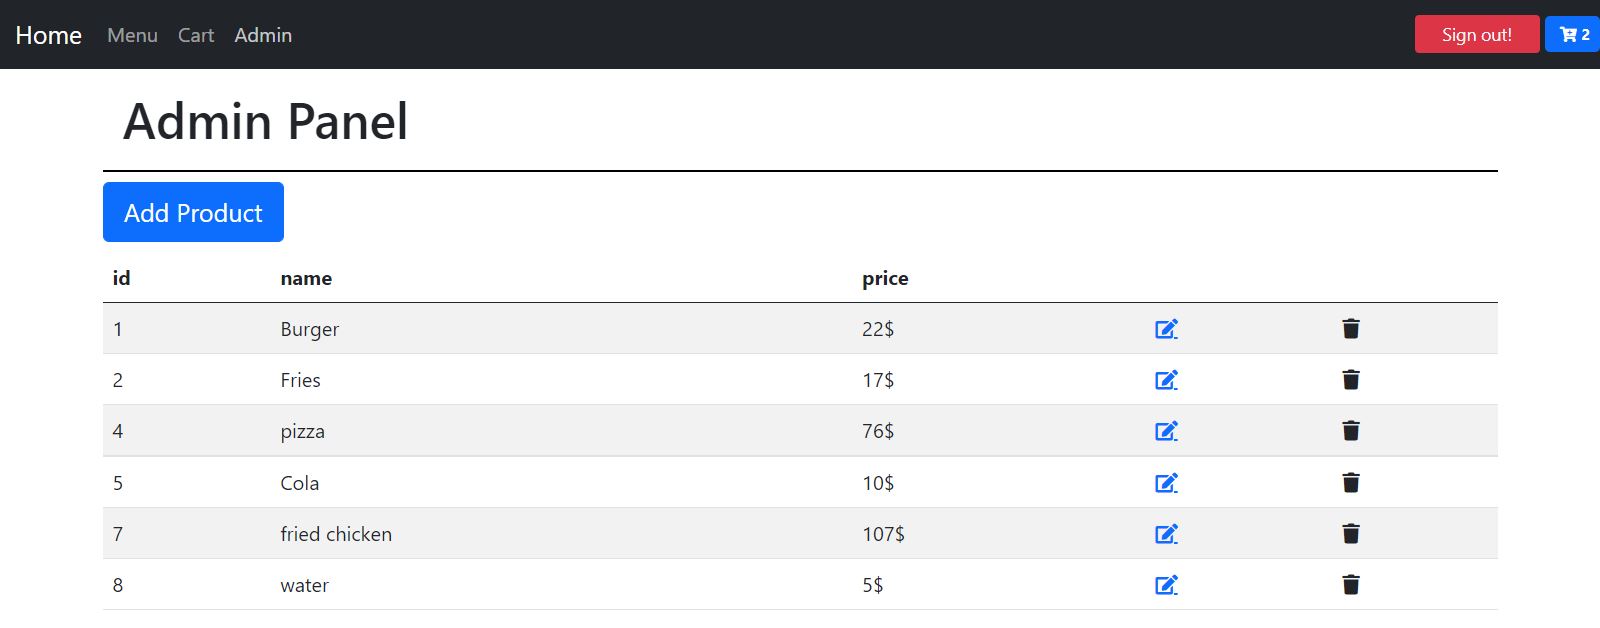 Home Menu Cart Admin Sign out! 2
Admin Panel
Add Product
id name price
1 Burger 22$
2 Fries 17$
4 pizza 76$
5 Cola 10$
7 fried chicken 107$
8 water 5$